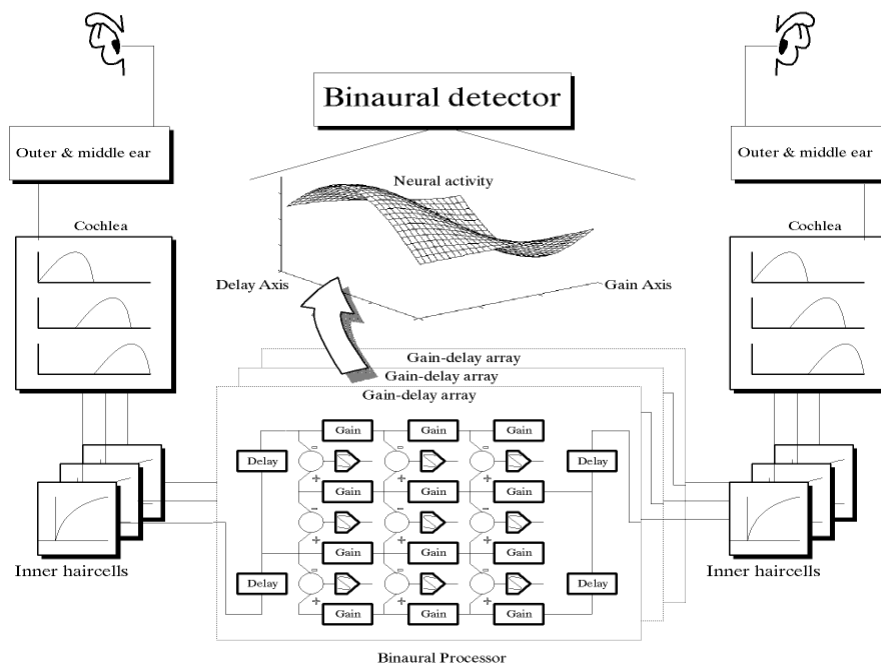 Binaural detector
Outer & middle ear
Outer & middle ear
Neural activity
Cochlea
Cochlea
Delay Axis
Gain Axis
Gain-delay array
Gain-delay array
Gain-delay array
Gain Gain Gain
- - -
Delay Delay
+ + +
Gain Gain Gain
- - -
+ + +
Gain Gain Gain
- - -
Delay Delay
+ + +
Gain Gain Gain
Inner haircells
Inner haircells
Binaural Processor